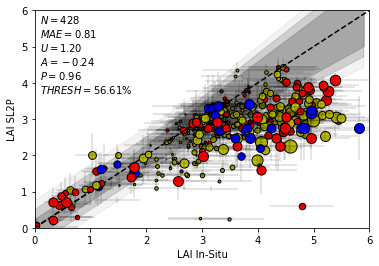 N = 428
MAE = 0.81
U = 1.20
A = −0.24
P = 0.96
THRESH = 56.61%
LAI SL2P
6
5
4
3
2
1
0
0 1 2 3 4 5 6
LAI In-Situ